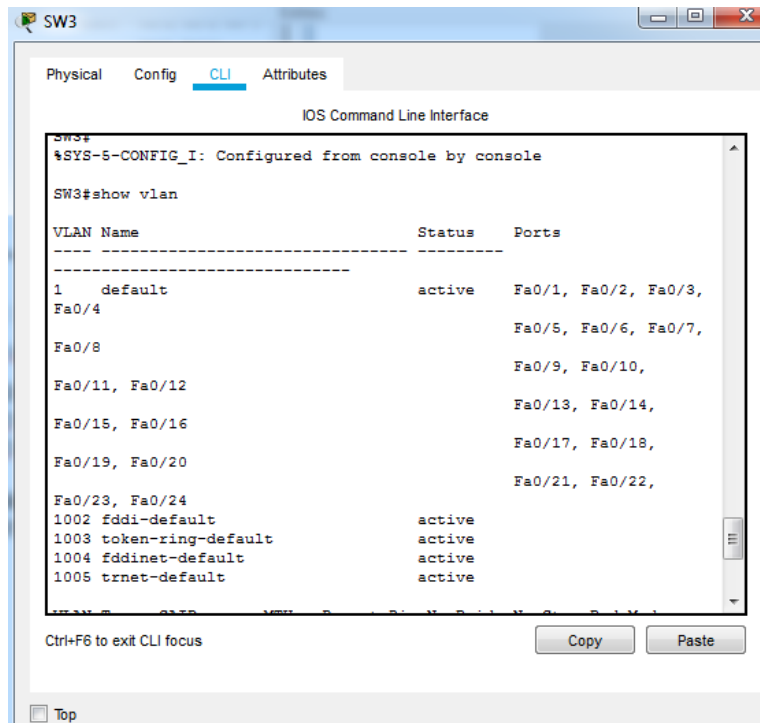 SW3
Physical Config CLI Attributes
IOS Command Line Interface
SW3#
%SYS-5-CONFIG_I: Configured from console by console
SW3#show vlan
VLAN Name Status Ports
---- -------------------------------- ---------
-------------------------------
1 default active Fa0/1, Fa0/2, Fa0/3,
Fa0/4
Fa0/5, Fa0/6, Fa0/7,
Fa0/8
Fa0/9, Fa0/10,
Fa0/11, Fa0/12
Fa0/13, Fa0/14,
Fa0/15, Fa0/16
Fa0/17, Fa0/18,
Fa0/19, Fa0/20
Fa0/21, Fa0/22,
Fa0/23, Fa0/24
1002 fddi-default active
1003 token-ring-default active
1004 fddinet-default active
1005 trnet-default active
Ctrl+F6 to exit CLI focus
Copy Paste
Top